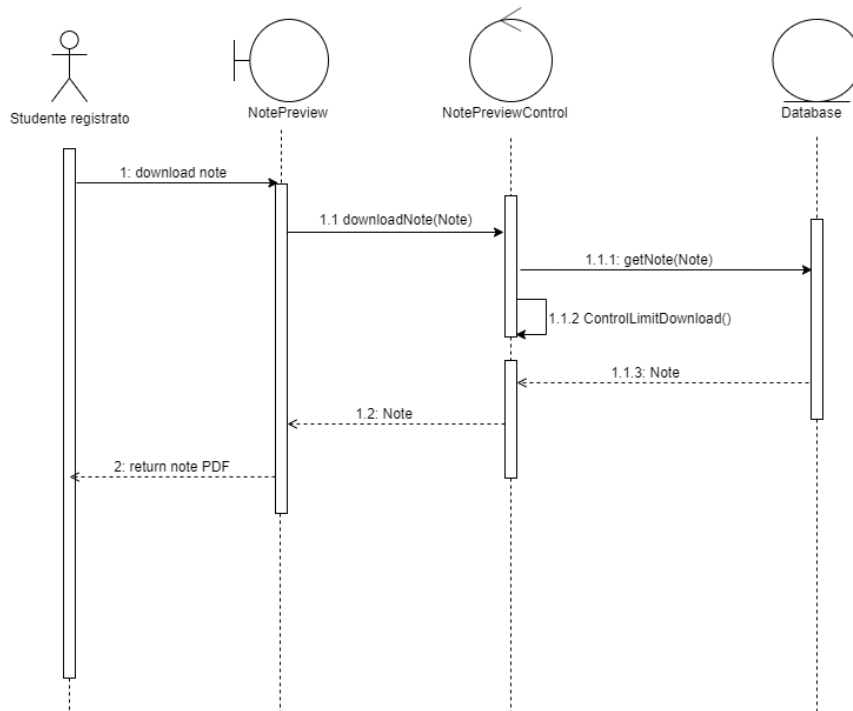 Studente registrato
NotePreview
NotePreviewControl
Database
1: download note
1.1 downloadNote(Note)
1.1.1: getNote(Note)
1.1.2 ControlLimitDownload()
1.1.3: Note
1.2: Note
2: return note PDF